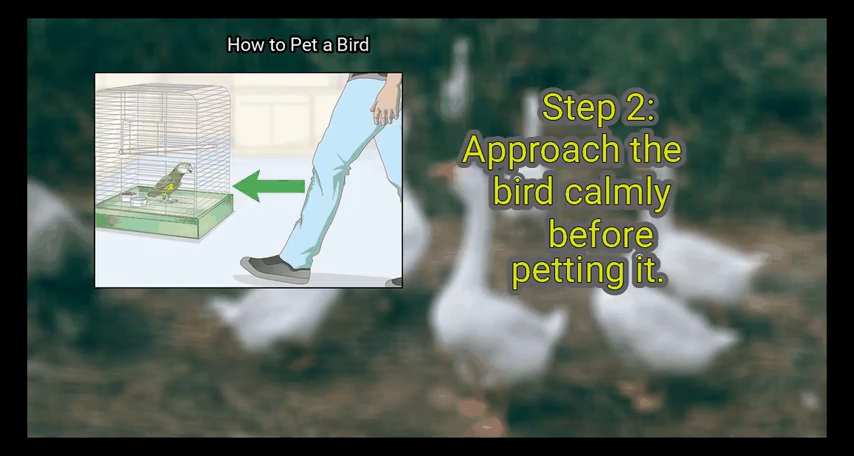 How to Pet a Bird
Step 2:
Approach the
bird calmly
before
petting it.